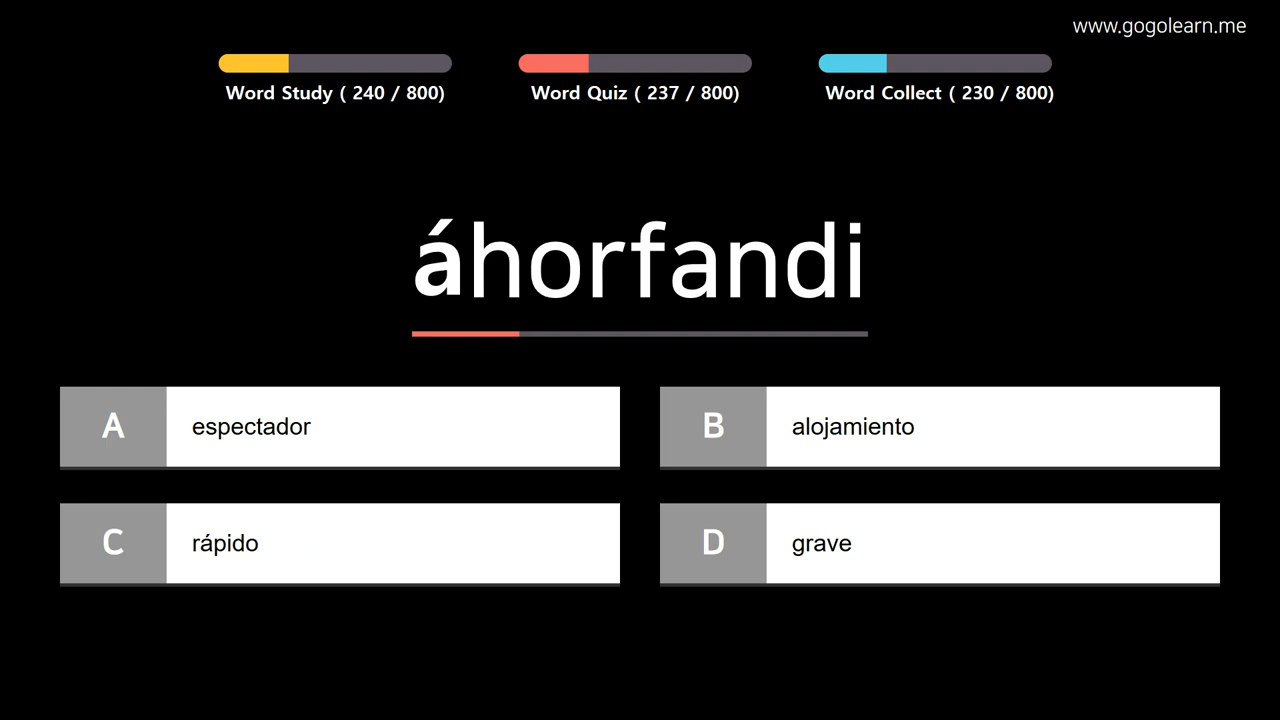 www.gogolearn.me
Word Study ( 240 / 800)
Word Quiz ( 237 / 800)
Word Collect ( 230 / 800)
áhorfandi
A espectador
B alojamiento
C rápido
D grave